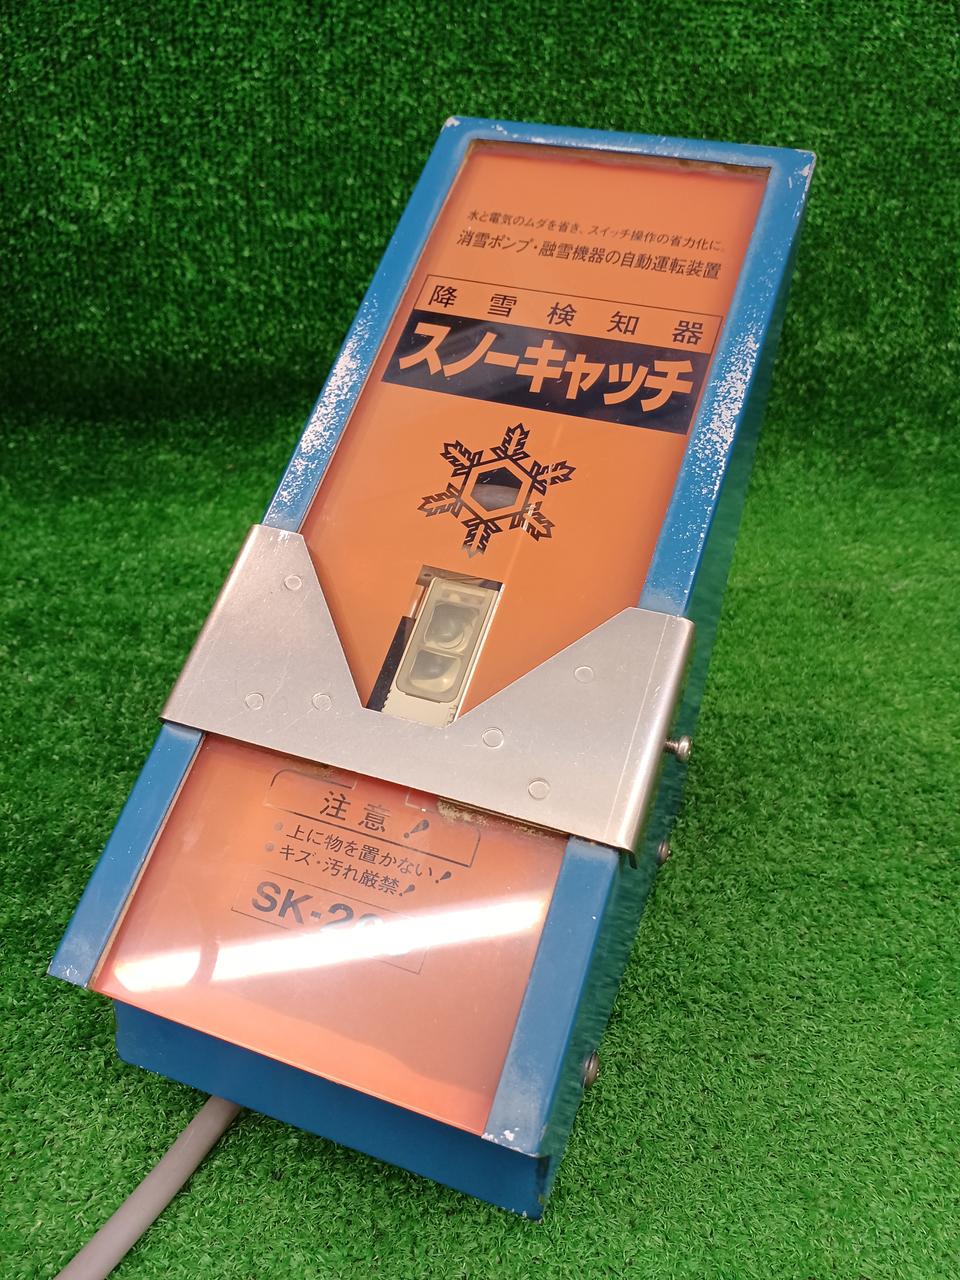 水と電気のムダを省き、スイッチ操作の省力化に。
消雪ポンプ・融雪機器の自動運転装置
降雪検知器
スノーキャッチ
注意!
・上に物を置かない!
・キズ・汚れ厳禁!